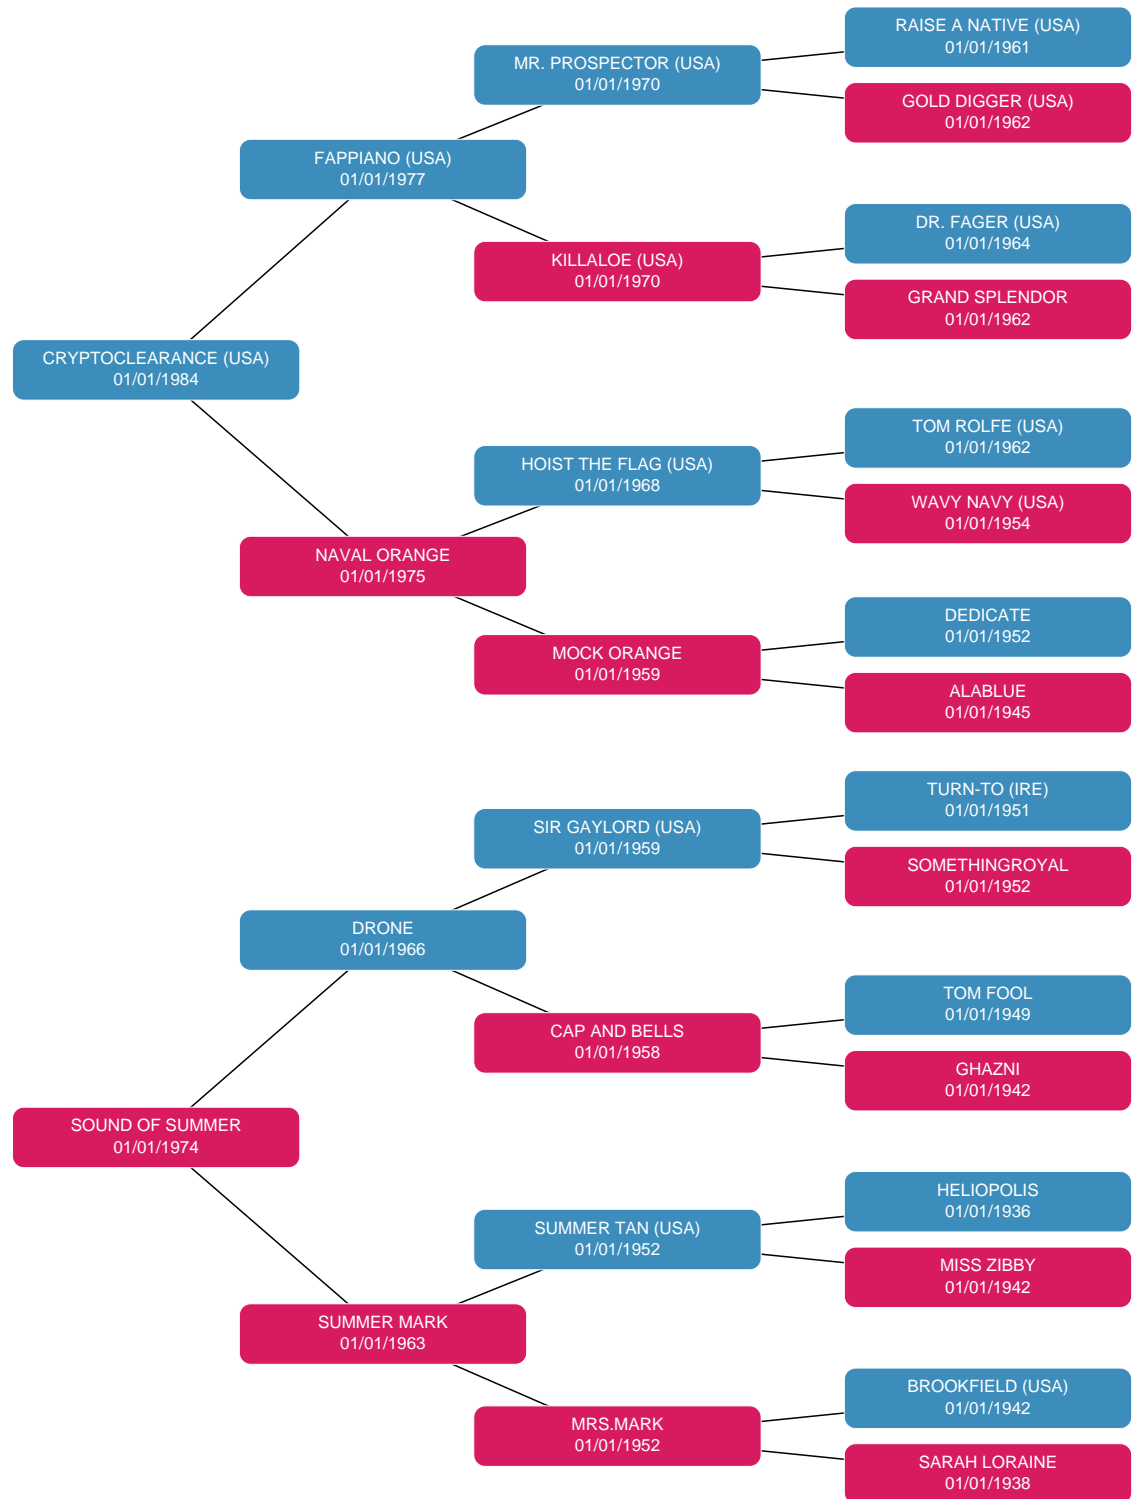 RAISE A NATIVE (USA)
01/01/1961
MR. PROSPECTOR (USA)
01/01/1970
GOLD DIGGER (USA)
01/01/1962
FAPPIANO (USA)
01/01/1977
DR. FAGER (USA)
01/01/1964
KILLALOE (USA)
01/01/1970
GRAND SPLENDOR
01/01/1962
CRYPTOCLEARANCE (USA)
01/01/1984
TOM ROLFE (USA)
01/01/1962
HOIST THE FLAG (USA)
01/01/1968
WAVY NAVY (USA)
01/01/1954
NAVAL ORANGE
01/01/1975
DEDICATE
01/01/1952
MOCK ORANGE
01/01/1959
ALABLUE
01/01/1945
TURN-TO (IRE)
01/01/1951
SIR GAYLORD (USA)
01/01/1959
SOMETHINGROYAL
01/01/1952
DRONE
01/01/1966
TOM FOOL
01/01/1949
CAP AND BELLS
01/01/1958
GHAZNI
01/01/1942
SOUND OF SUMMER
01/01/1974
HELIOPOLIS
01/01/1936
SUMMER TAN (USA)
01/01/1952
MISS ZIBBY
01/01/1942
SUMMER MARK
01/01/1963
BROOKFIELD (USA)
01/01/1942
MRS.MARK
01/01/1952
SARAH LORAINE
01/01/1938